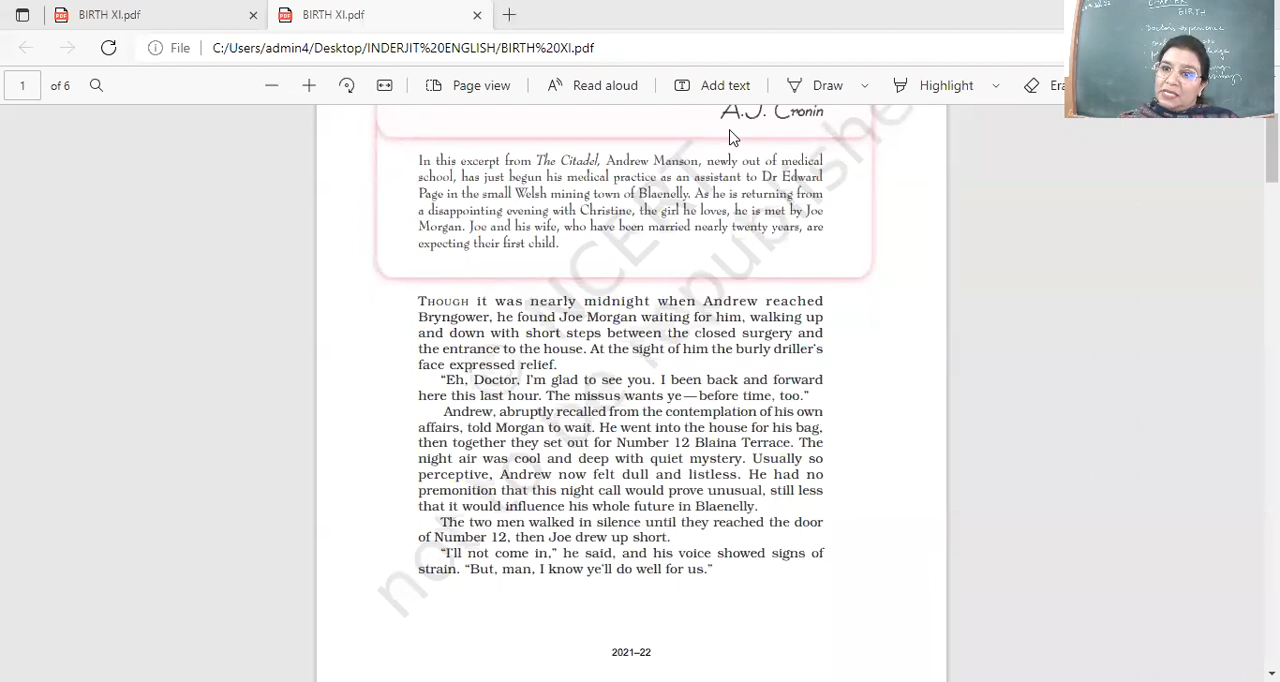 BIRTH XI.pdf
BIRTH XI.pdf
File
C:/Users/admin4/Desktop/INDERJIT%20ENGLISH/BIRTH%20XI.pdf
1 of 6
Page view
Read aloud
Add text
Draw
Highlight
Era
BIRTH
Doctor's experience
A.J. Cronin
In this excerpt from The Citadel, Andrew Manson, newly out of medical
school, has just begun his medical practice as an assistant to Dr Edward
Page in the small Welsh mining town of Blaenelly. As he is returning from
a disappointing evening with Christine, the girl he loves, he is met by Joe
Morgan. Joe and his wife, who have been married nearly twenty years, are
expecting their first child.
THOUGH it was nearly midnight when Andrew reached
Bryngower, he found Joe Morgan waiting for him, walking up
and down with short steps between the closed surgery and
the entrance to the house. At the sight of him the burly driller's
face expressed relief.
“Eh, Doctor, I'm glad to see you. I been back and forward
here this last hour. The missus wants ye—before time, too.”
Andrew, abruptly recalled from the contemplation of his own
affairs, told Morgan to wait. He went into the house for his bag,
then together they set out for Number 12 Blaina Terrace. The
night air was cool and deep with quiet mystery. Usually so
perceptive, Andrew now felt dull and listless. He had no
premonition that this night call would prove unusual, still less
that it would influence his whole future in Blaenelly.
The two men walked in silence until they reached the door
of Number 12, then Joe drew up short.
“I'll not come in,” he said, and his voice showed signs of
strain. “But, man, I know ye'll do well for us.”
© NCERT
not to be republishe
2021–22